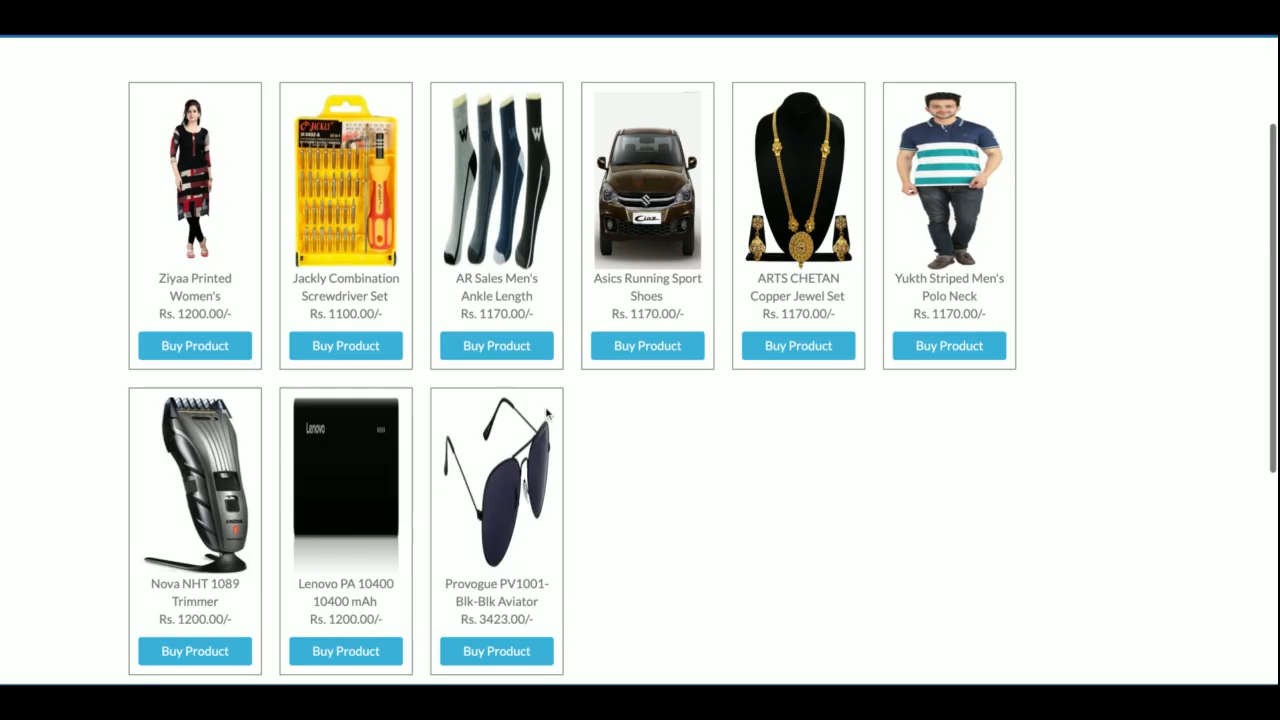 Ziyaa Printed
Women's
Rs. 1200.00/-
Buy Product
JACKLY
Jackly Combination
Screwdriver Set
Rs. 1100.00/-
Buy Product
W W
AR Sales Men's
Ankle Length
Rs. 1170.00/-
Buy Product
Ciaz
Asics Running Sport
Shoes
Rs. 1170.00/-
Buy Product
ARTS CHETAN
Copper Jewel Set
Rs. 1170.00/-
Buy Product
Yukth Striped Men's
Polo Neck
Rs. 1170.00/-
Buy Product
Nova NHT 1089
Trimmer
Rs. 1200.00/-
Buy Product
Lenovo
Lenovo PA 10400
10400 mAh
Rs. 1200.00/-
Buy Product
Provogue PV1001-
Blk-Blk Aviator
Rs. 3423.00/-
Buy Product